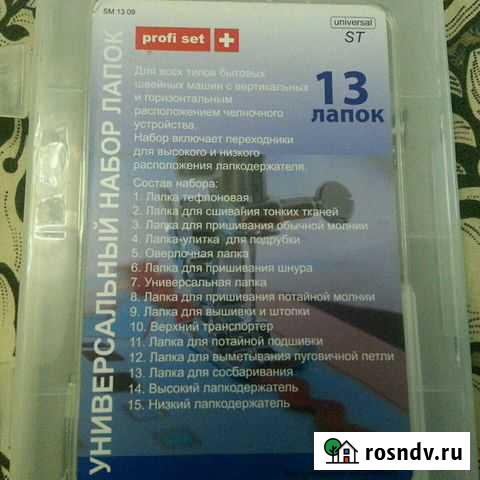 SM 13 09
profi set
universal
ST
УНИВЕРСАЛЬНЫЙ НАБОР ЛАПОК
13
ЛАПОК
Для всех типов бытовых
швейных машин с вертикальных
и горизонтальным
расположением челночного
устройства.
Набор включает переходники
для высокого и низкого
расположения лапкодержателя.
Состав набора:
1. Лапка тефлоновая
2. Лапка для сшивания тонких тканей
3. Лапка для пришивания обычной молнии
4. Лапка-улитка для подрубки
5. Оверлочная лапка
6. Лапка для пришивания шнура
7. Универсальная лапка
8. Лапка для пришивания потайной молнии
9. Лапка для вышивки и штопки
10. Верхний транспортер
11. Лапка для потайной подшивки
12. Лапка для выметывания пуговичной петли
13. Лапка для сосбаривания
14. Высокий лапкодержатель
15. Низкий лапкодержатель
rosndv.ru